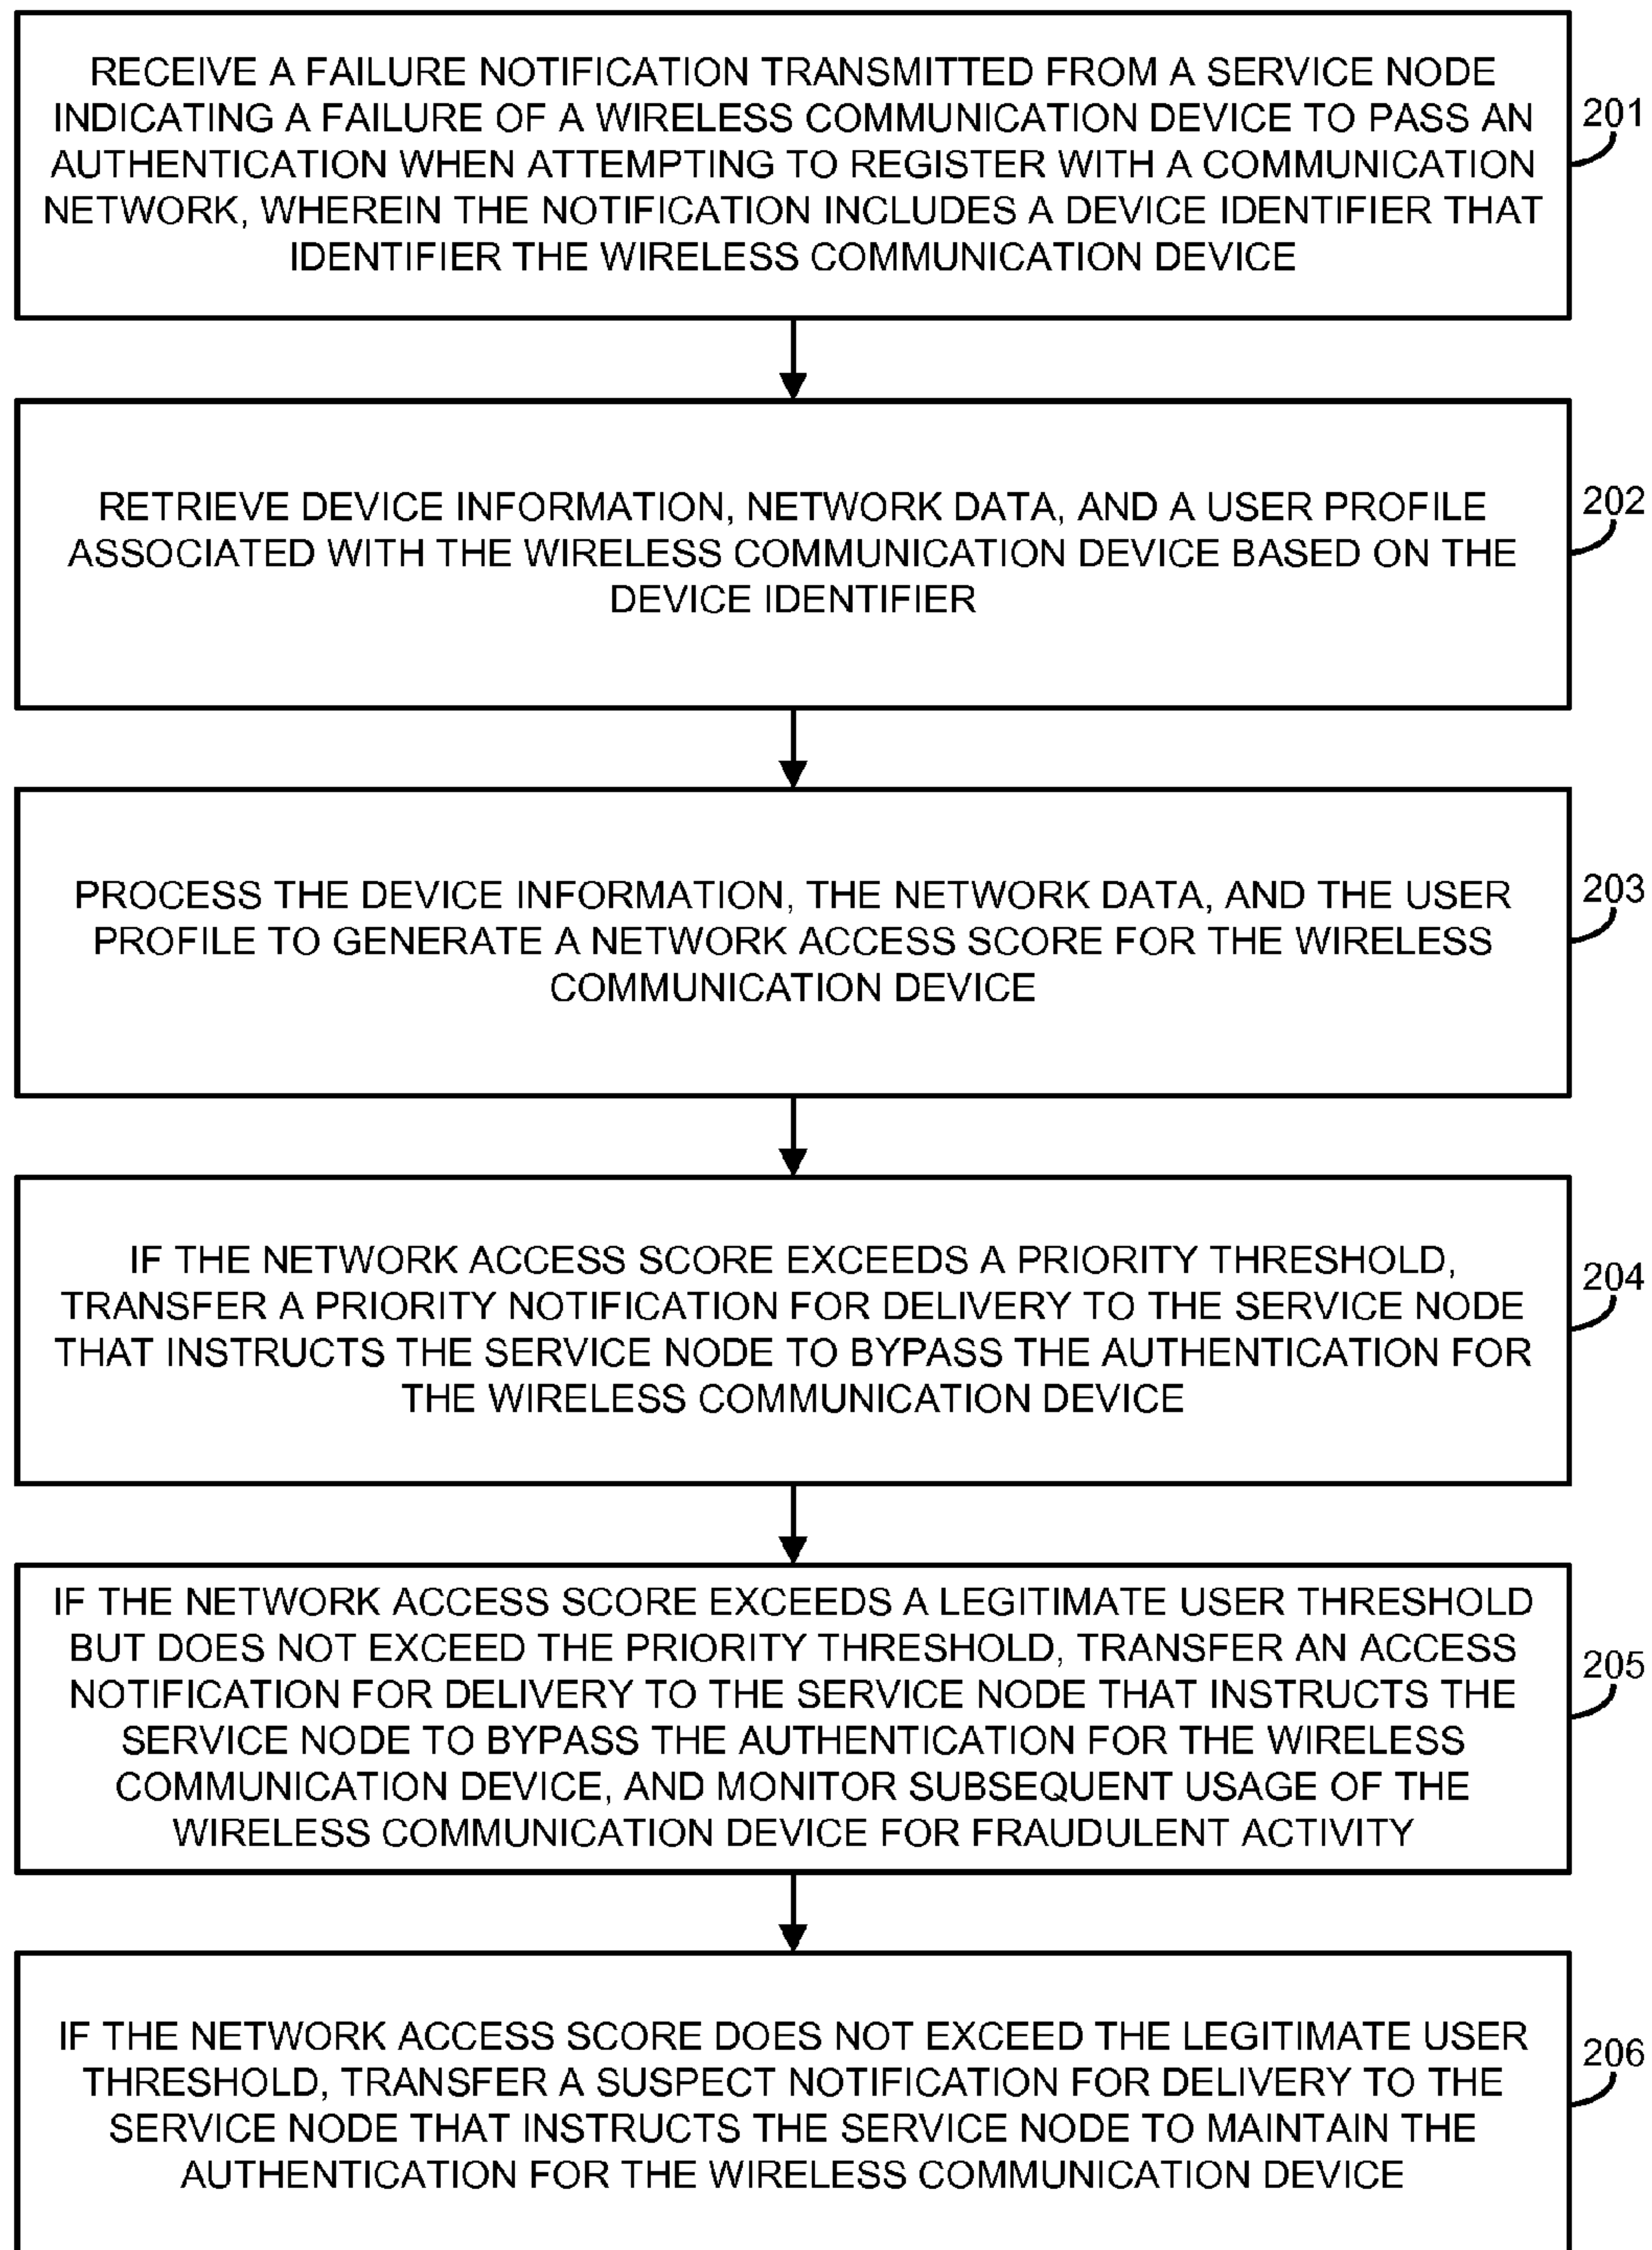 RECEIVE A FAILURE NOTIFICATION TRANSMITTED FROM A SERVICE NODE
INDICATING A FAILURE OF A WIRELESS COMMUNICATION DEVICE TO PASS AN
AUTHENTICATION WHEN ATTEMPTING TO REGISTER WITH A COMMUNICATION
NETWORK, WHEREIN THE NOTIFICATION INCLUDES A DEVICE IDENTIFIER THAT
IDENTIFIER THE WIRELESS COMMUNICATION DEVICE
201
RETRIEVE DEVICE INFORMATION, NETWORK DATA, AND A USER PROFILE
ASSOCIATED WITH THE WIRELESS COMMUNICATION DEVICE BASED ON THE
DEVICE IDENTIFIER
202
PROCESS THE DEVICE INFORMATION, THE NETWORK DATA, AND THE USER
PROFILE TO GENERATE A NETWORK ACCESS SCORE FOR THE WIRELESS
COMMUNICATION DEVICE
203
IF THE NETWORK ACCESS SCORE EXCEEDS A PRIORITY THRESHOLD,
TRANSFER A PRIORITY NOTIFICATION FOR DELIVERY TO THE SERVICE NODE
THAT INSTRUCTS THE SERVICE NODE TO BYPASS THE AUTHENTICATION FOR
THE WIRELESS COMMUNICATION DEVICE
204
IF THE NETWORK ACCESS SCORE EXCEEDS A LEGITIMATE USER THRESHOLD
BUT DOES NOT EXCEED THE PRIORITY THRESHOLD, TRANSFER AN ACCESS
NOTIFICATION FOR DELIVERY TO THE SERVICE NODE THAT INSTRUCTS THE
SERVICE NODE TO BYPASS THE AUTHENTICATION FOR THE WIRELESS
COMMUNICATION DEVICE, AND MONITOR SUBSEQUENT USAGE OF THE
WIRELESS COMMUNICATION DEVICE FOR FRAUDULENT ACTIVITY
205
IF THE NETWORK ACCESS SCORE DOES NOT EXCEED THE LEGITIMATE USER
THRESHOLD, TRANSFER A SUSPECT NOTIFICATION FOR DELIVERY TO THE
SERVICE NODE THAT INSTRUCTS THE SERVICE NODE TO MAINTAIN THE
AUTHENTICATION FOR THE WIRELESS COMMUNICATION DEVICE
206